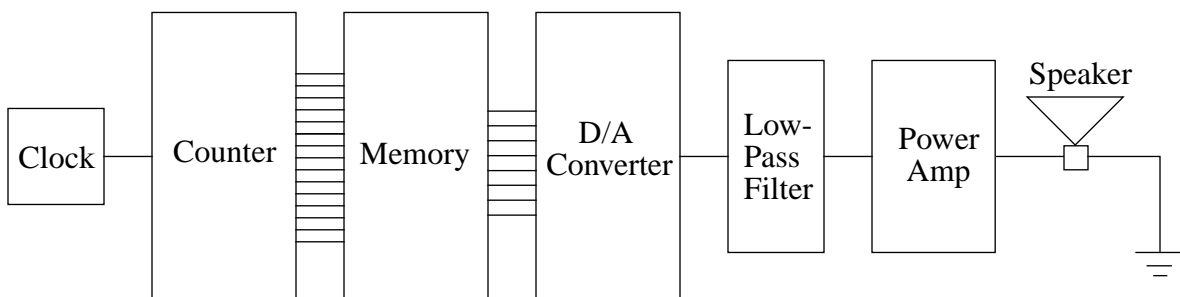 Clock
Counter
Memory
D/A
Converter
Low-
Pass
Filter
Power
Amp
Speaker